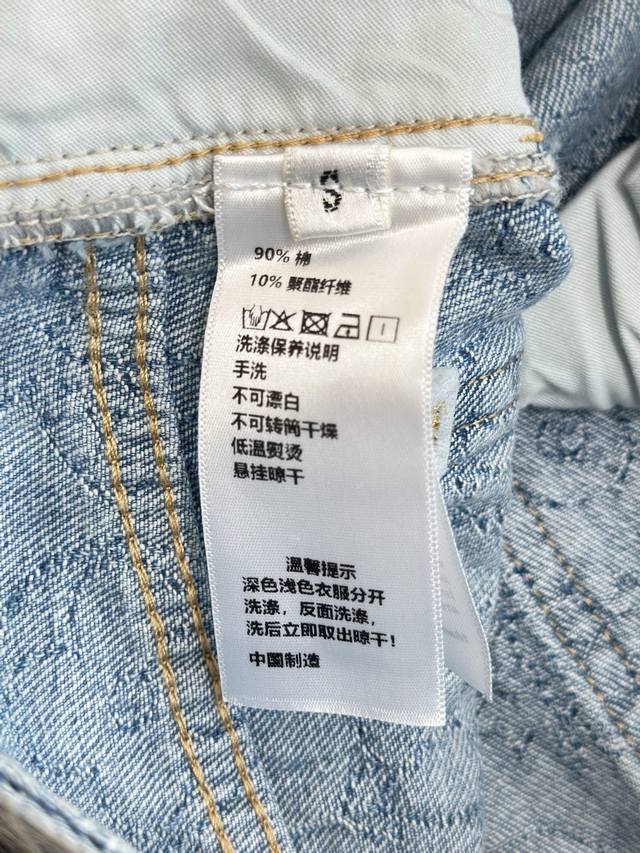 S
90% 棉
10% 聚酯纤维
洗涤保养说明
手洗
不可漂白
不可转筒干燥
低温熨烫
悬挂晾干
温馨提示
深色浅色衣服分开
洗涤，反面洗涤，
洗后立即取出晾干！
中國制造